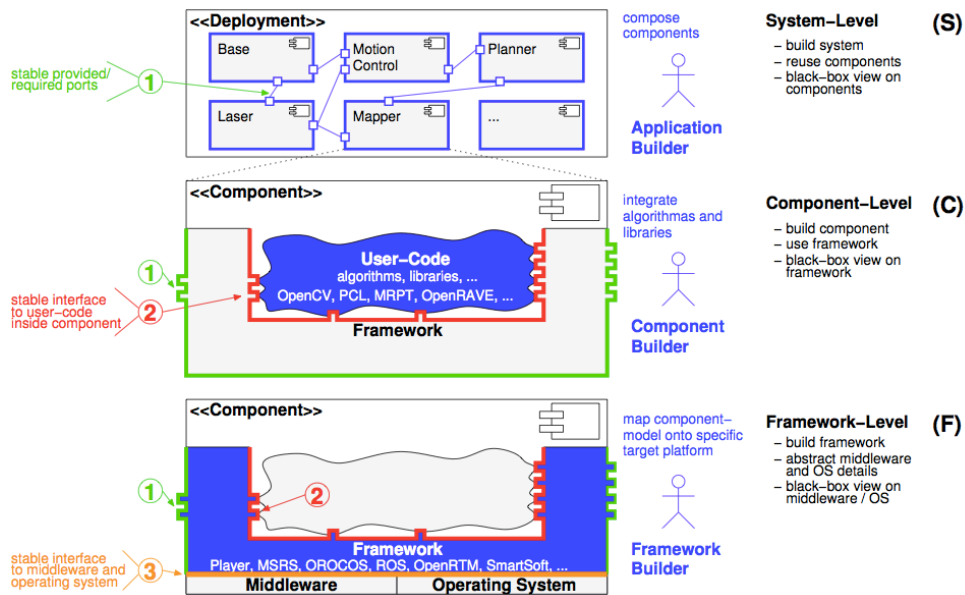 <<Deployment>>
Base
Motion
Control
Planner
Laser
Mapper
...
stable provided/
required ports
1
compose
components
Application
Builder
System-Level
(S)
- build system
- reuse components
- black-box view on
components
<<Component>>
User-Code
algorithms, libraries, ...
OpenCV, PCL, MRPT, OpenRAVE, ...
Framework
1
stable interface
to user-code
inside component
2
integrate
algorithmas and
libraries
Component
Builder
Component-Level
(C)
- build component
- use framework
- black-box view on
framework
<<Component>>
1
2
Framework
Player, MSRS, OROCOS, ROS, OpenRTM, SmartSoft, ...
Middleware
Operating System
stable interface
to middleware and
operating system
3
map component-
model onto specific
target platform
Framework
Builder
Framework-Level
(F)
- build framework
- abstract middleware
and OS details
- black-box view on
middleware / OS